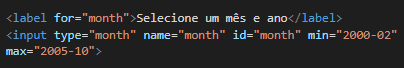 <label for="month">Selecione um mês e ano</label>
<input type="month" name="month" id="month" min="2000-02"
max="2005-10">